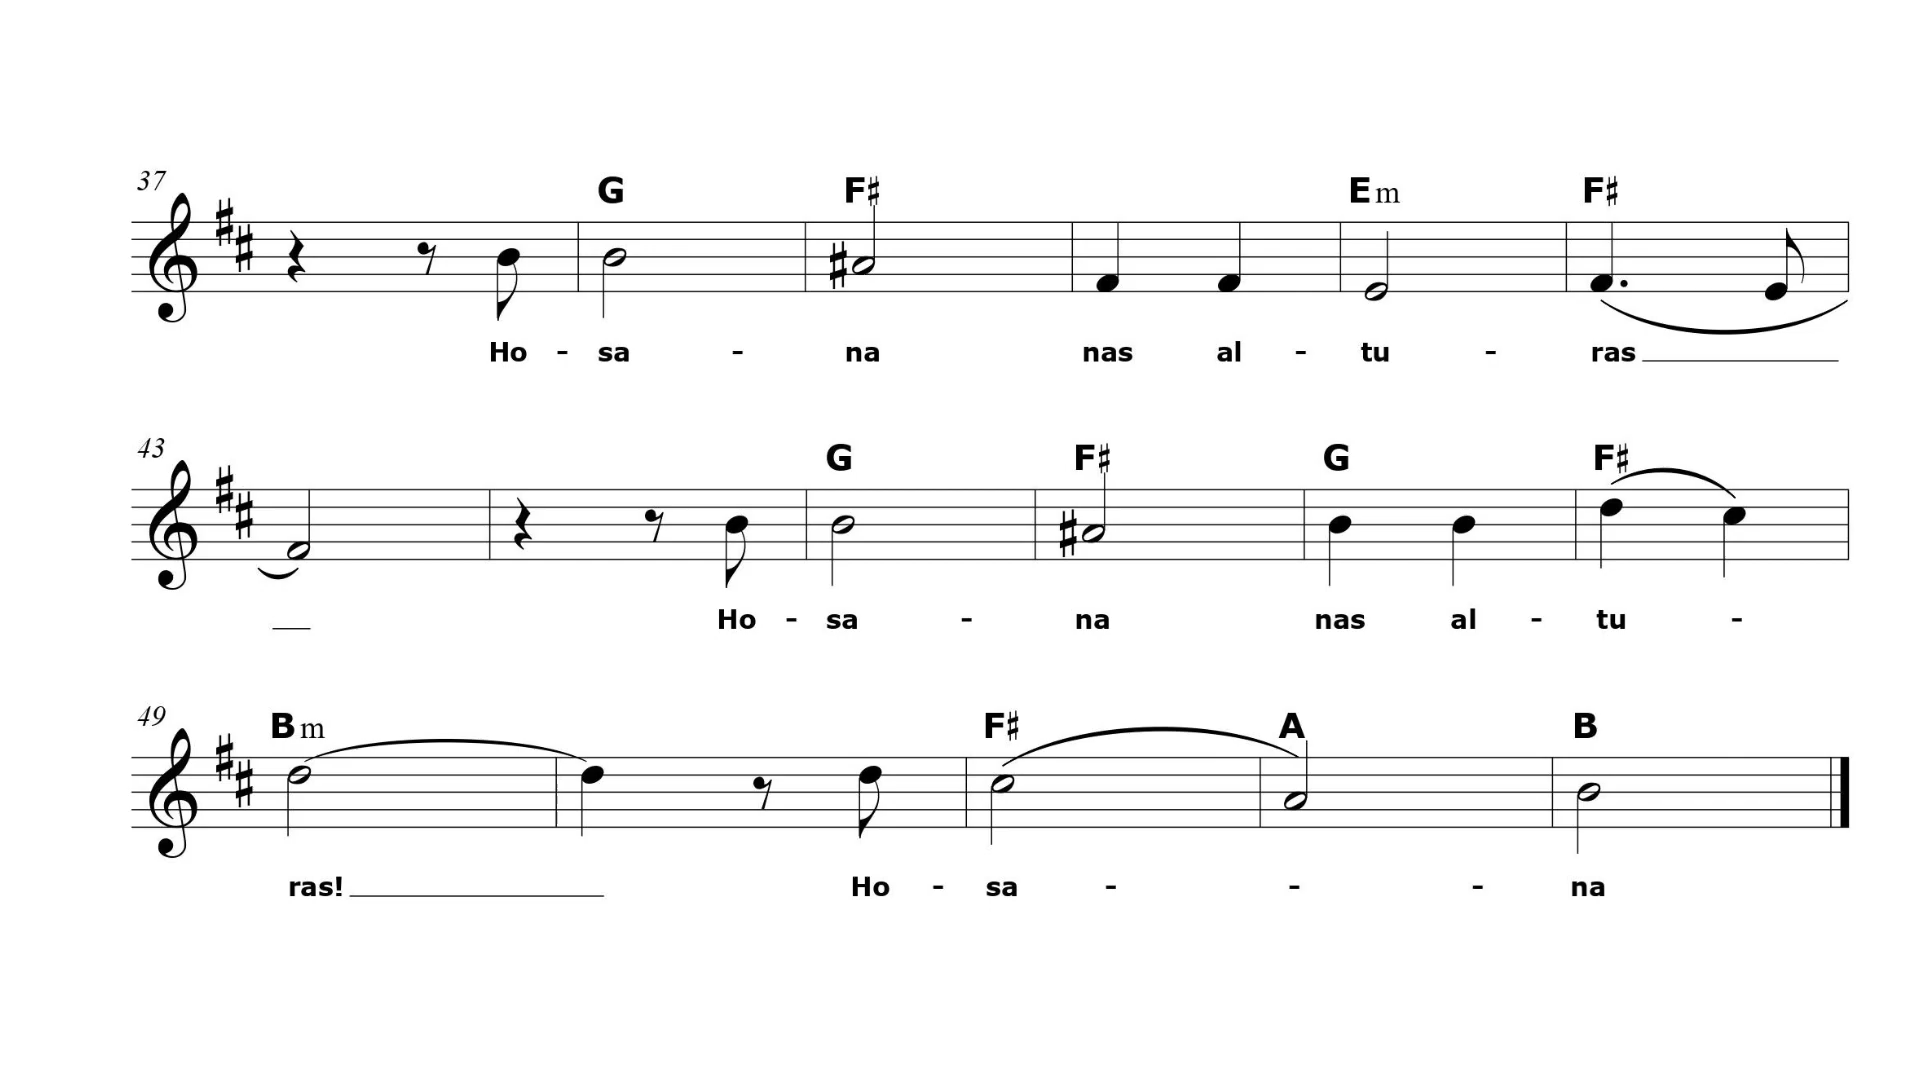 37
G F♯ Em F♯
Ho - sa - na nas al - tu - ras
43
G F♯ G F♯
Ho - sa - na nas al - tu -
49
Bm F♯ A B
ras! Ho - sa - - - na